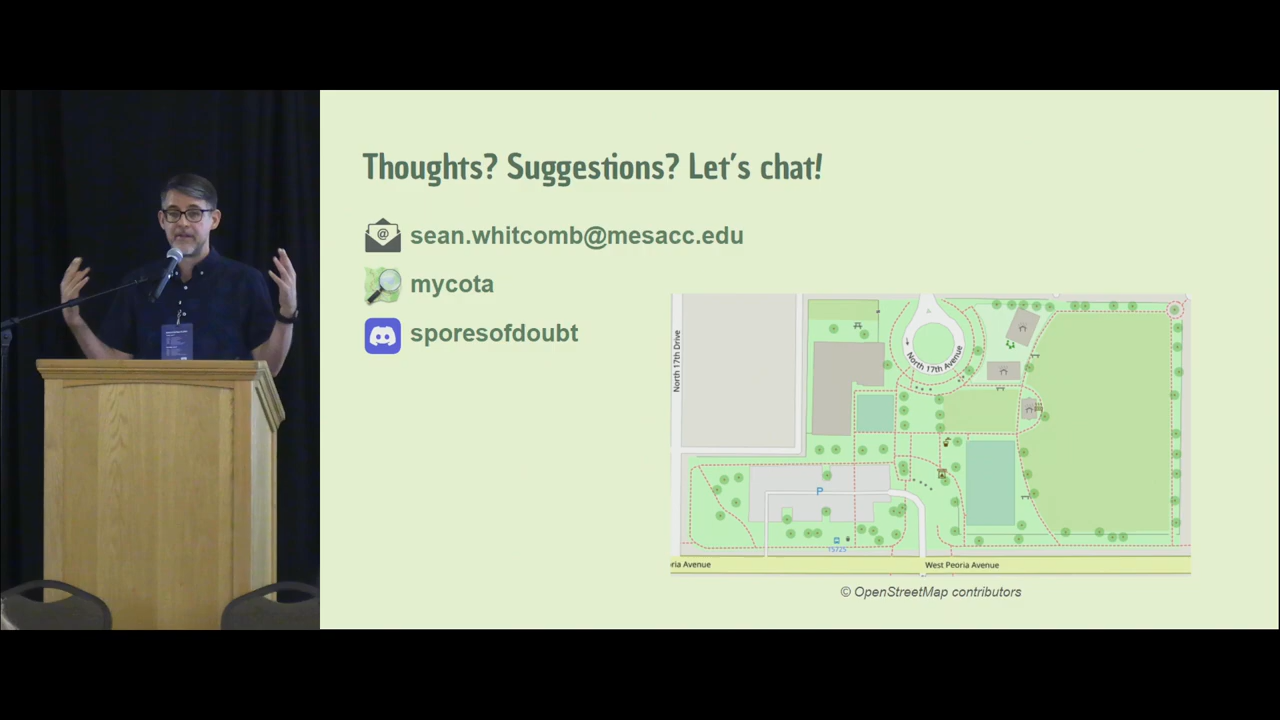 Thoughts? Suggestions? Let's chat!
@
sean.whitcomb@mesacc.edu
mycota
sporesofdoubt
North 17th Drive
North 17th Avenue
P
15725
ria Avenue
West Peoria Avenue
© OpenStreetMap contributors